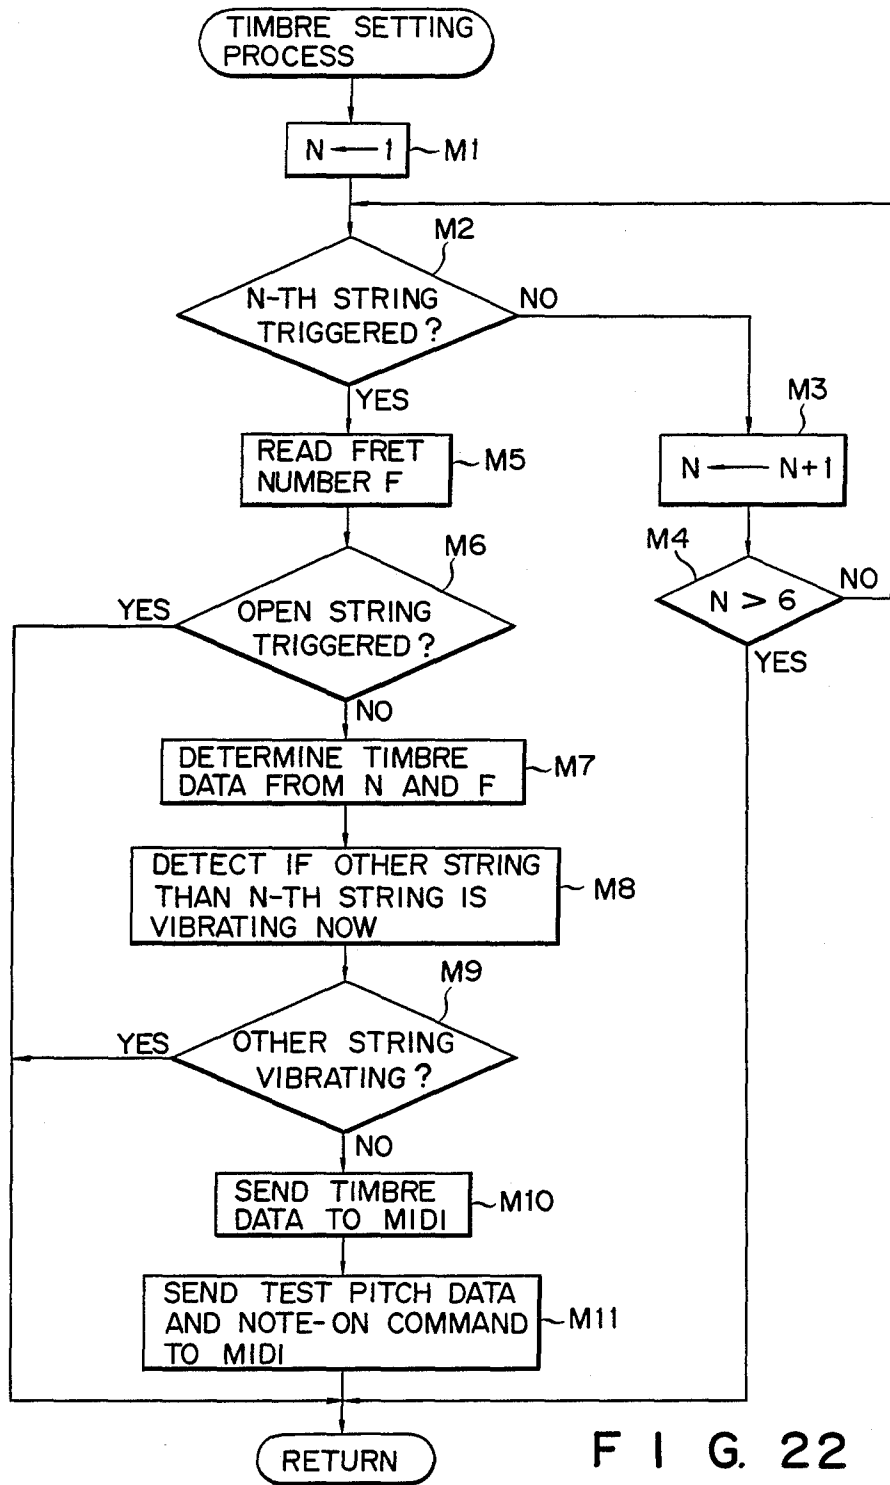 TIMBRE SETTING
PROCESS
N ← 1
M1
M2
N-TH STRING
TRIGGERED?
NO
YES
M3
N ← N+1
READ FRET
NUMBER F
M5
M4
N > 6
NO
YES
M6
OPEN STRING
TRIGGERED?
YES
NO
DETERMINE TIMBRE
DATA FROM N AND F
M7
DETECT IF OTHER STRING
THAN N-TH STRING IS
VIBRATING NOW
M8
M9
OTHER STRING
VIBRATING?
YES
NO
SEND TIMBRE
DATA TO MIDI
M10
SEND TEST PITCH DATA
AND NOTE-ON COMMAND
TO MIDI
M11
RETURN
FIG. 22